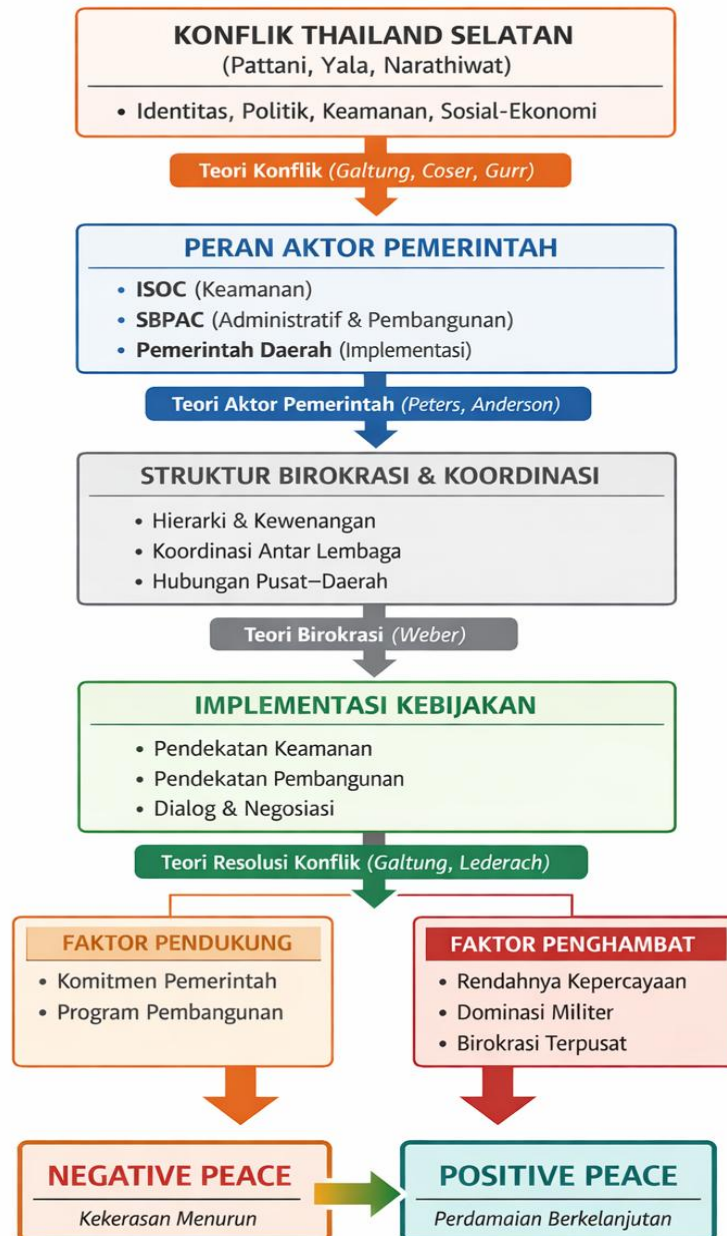 KONFLIK THAILAND SELATAN
(Pattani, Yala, Narathiwat)
• Identitas, Politik, Keamanan, Sosial-Ekonomi
Teori Konflik (Galtung, Coser, Gurr)
PERAN AKTOR PEMERINTAH
• ISOC (Keamanan)
• SBPAC (Administratif & Pembangunan)
• Pemerintah Daerah (Implementasi)
Teori Aktor Pemerintah (Peters, Anderson)
STRUKTUR BIROKRASI & KOORDINASI
• Hierarki & Kewenangan
• Koordinasi Antar Lembaga
• Hubungan Pusat–Daerah
Teori Birokrasi (Weber)
IMPLEMENTASI KEBIJAKAN
• Pendekatan Keamanan
• Pendekatan Pembangunan
• Dialog & Negosiasi
Teori Resolusi Konflik (Galtung, Lederach)
FAKTOR PENDUKUNG
• Komitmen Pemerintah
• Program Pembangunan
FAKTOR PENGHAMBAT
• Rendahnya Kepercayaan
• Dominasi Militer
• Birokrasi Terpusat
NEGATIVE PEACE
Kekerasan Menurun
POSITIVE PEACE
Perdamaian Berkelanjutan